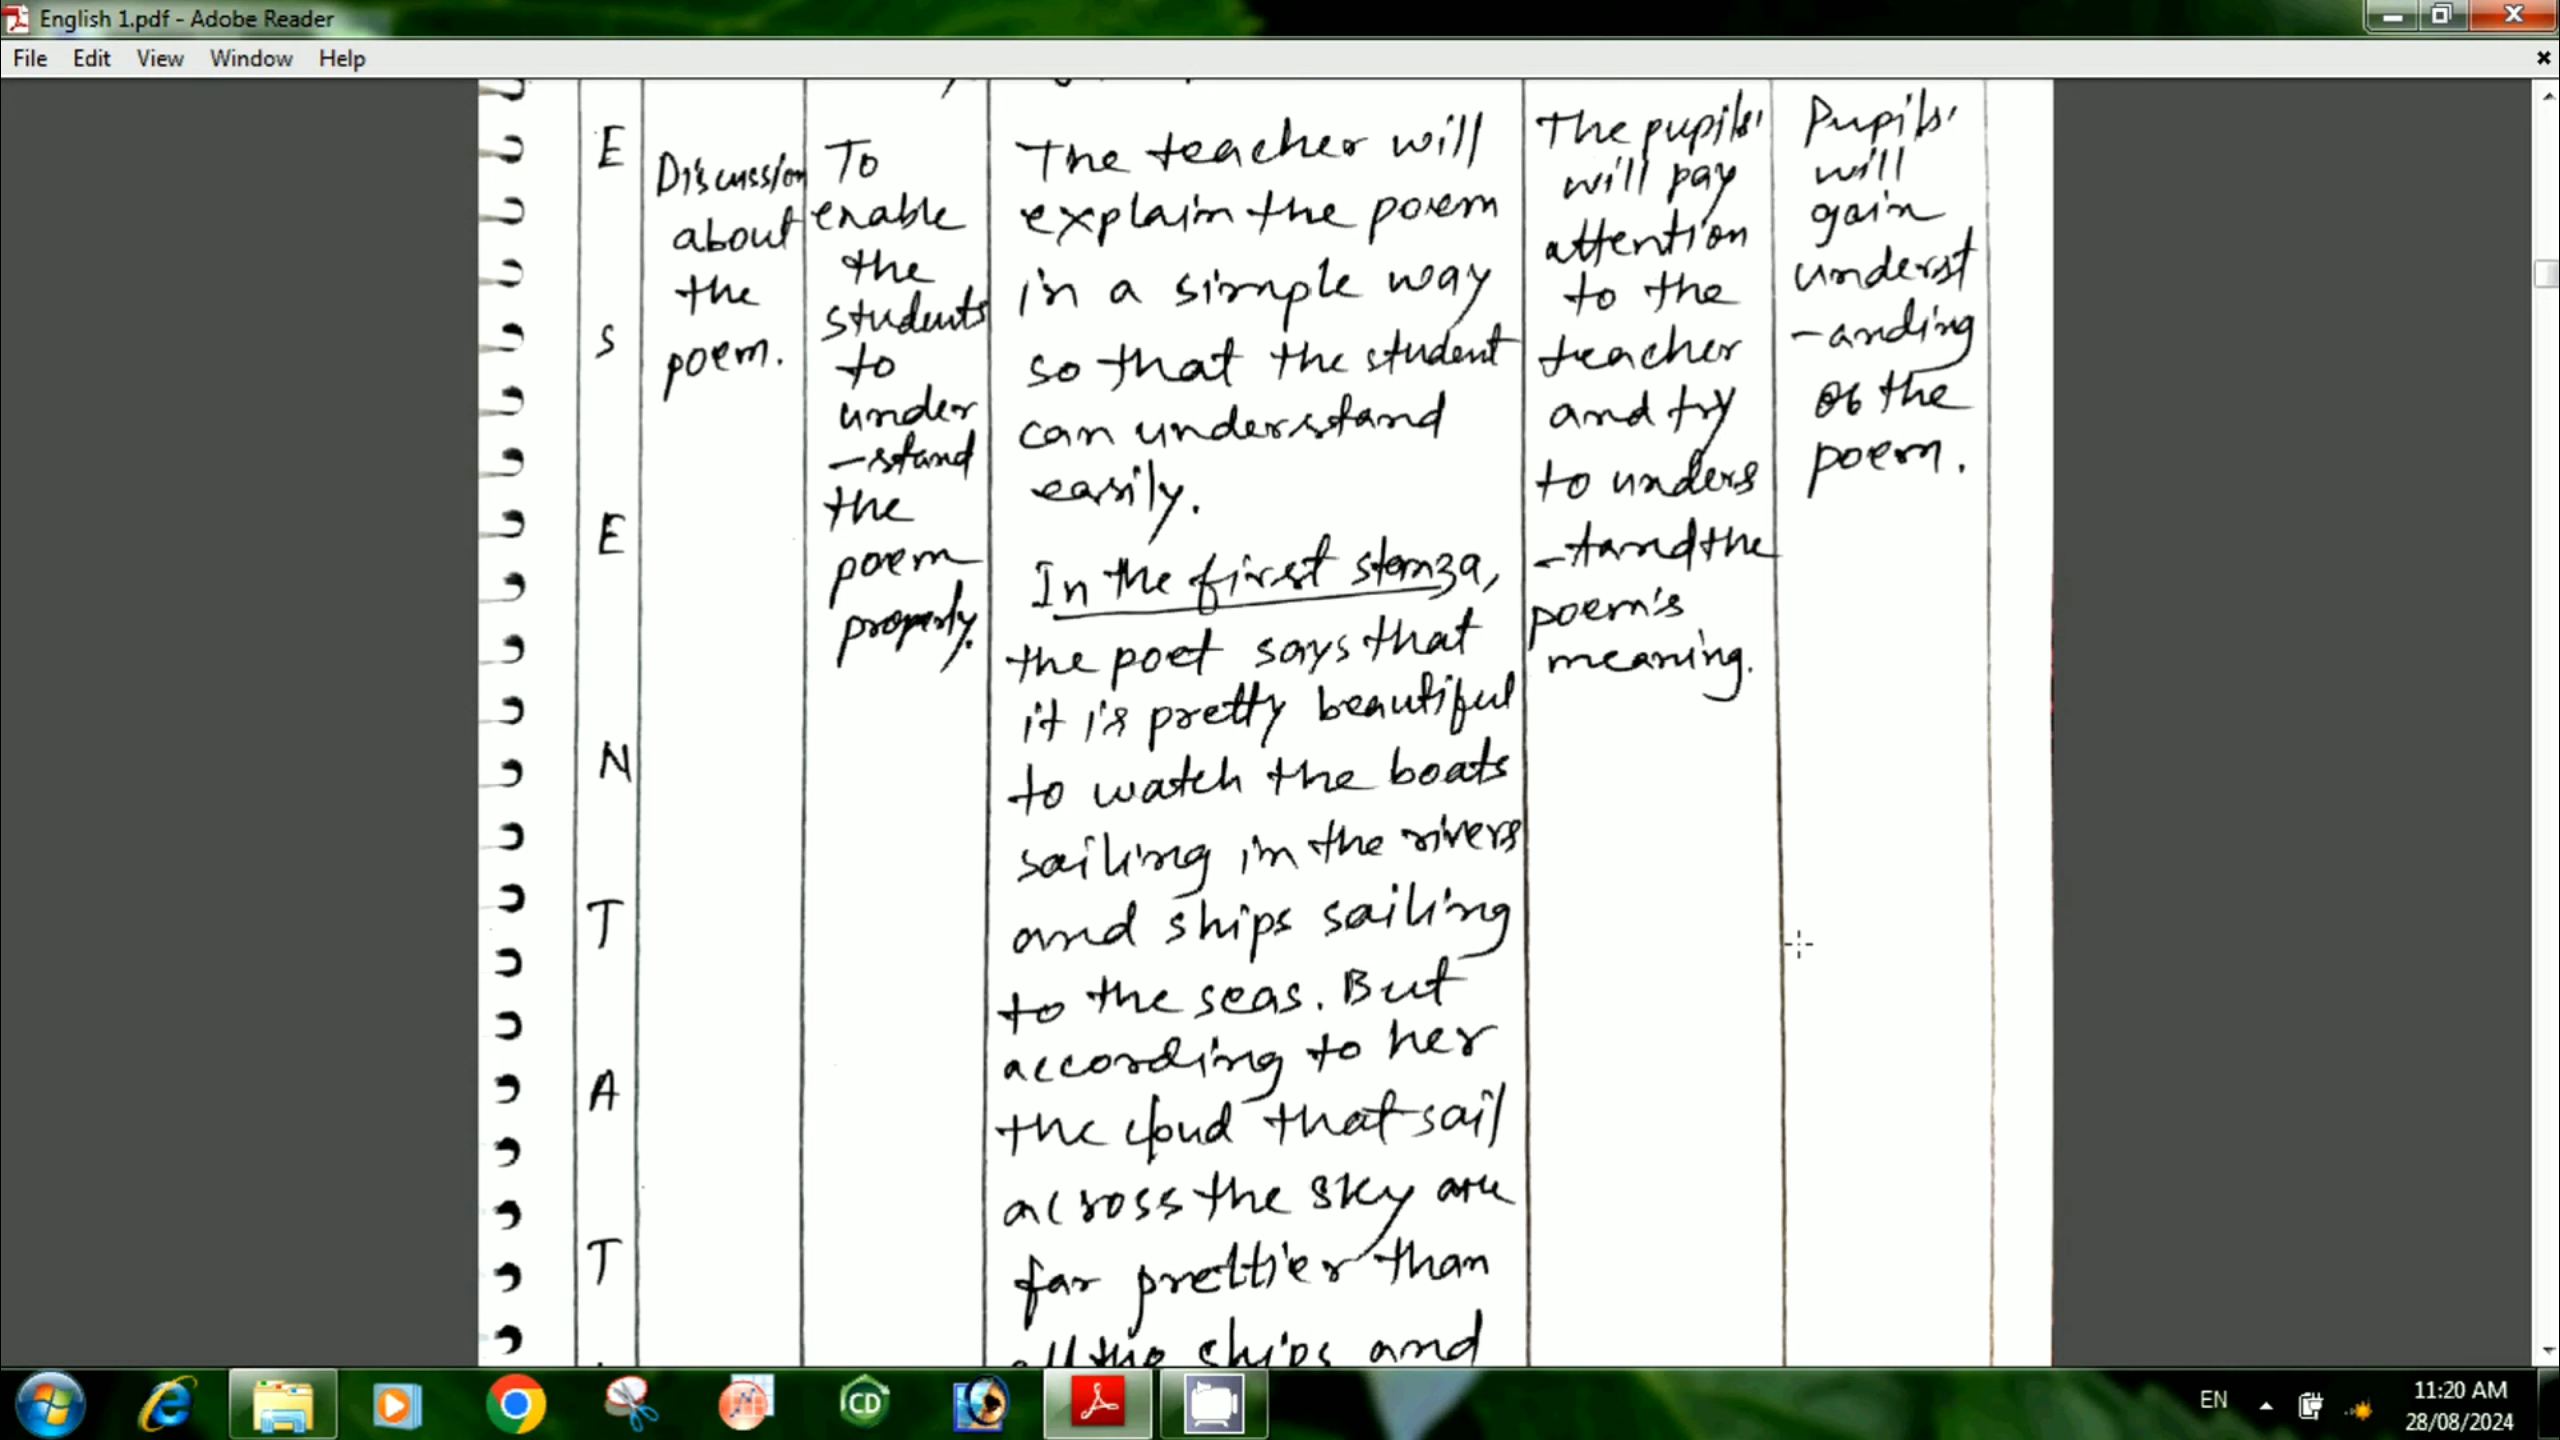 English 1.pdf - Adobe Reader
File Edit View Window Help
E
S
E
N
T
A
T
Discussion
about
the
poem.
To
enable
the
students
to
under
-stand
the
poem
properly.
The teacher will
explain the poem
in a simple way
so that the student
can understand
easily.
In the first stanza,
the poet says that
it is pretty beautiful
to watch the boats
sailing in the rivers
and ships sailing
to the seas. But
according to her
the cloud that sail
across the sky are
far prettier than
all the ships and
The pupils'
will pay
attention
to the
teacher
and try
to unders
-tand the
poem's
meaning.
Pupils'
will
gain
underst
-anding
of the
poem.
CD
EN
11:20 AM
28/08/2024